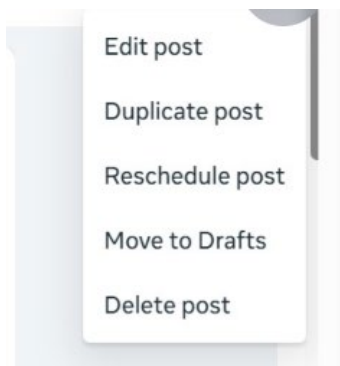 Edit post
Duplicate post
Reschedule post
Move to Drafts
Delete post